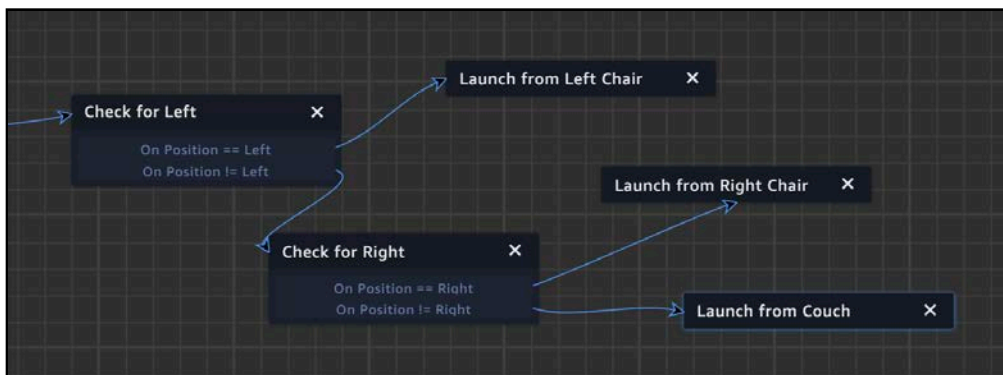 Launch from Left Chair ×
Check for Left ×
On Position == Left
On Position != Left
Launch from Right Chair ×
Check for Right ×
On Position == Right
On Position != Right
Launch from Couch ×